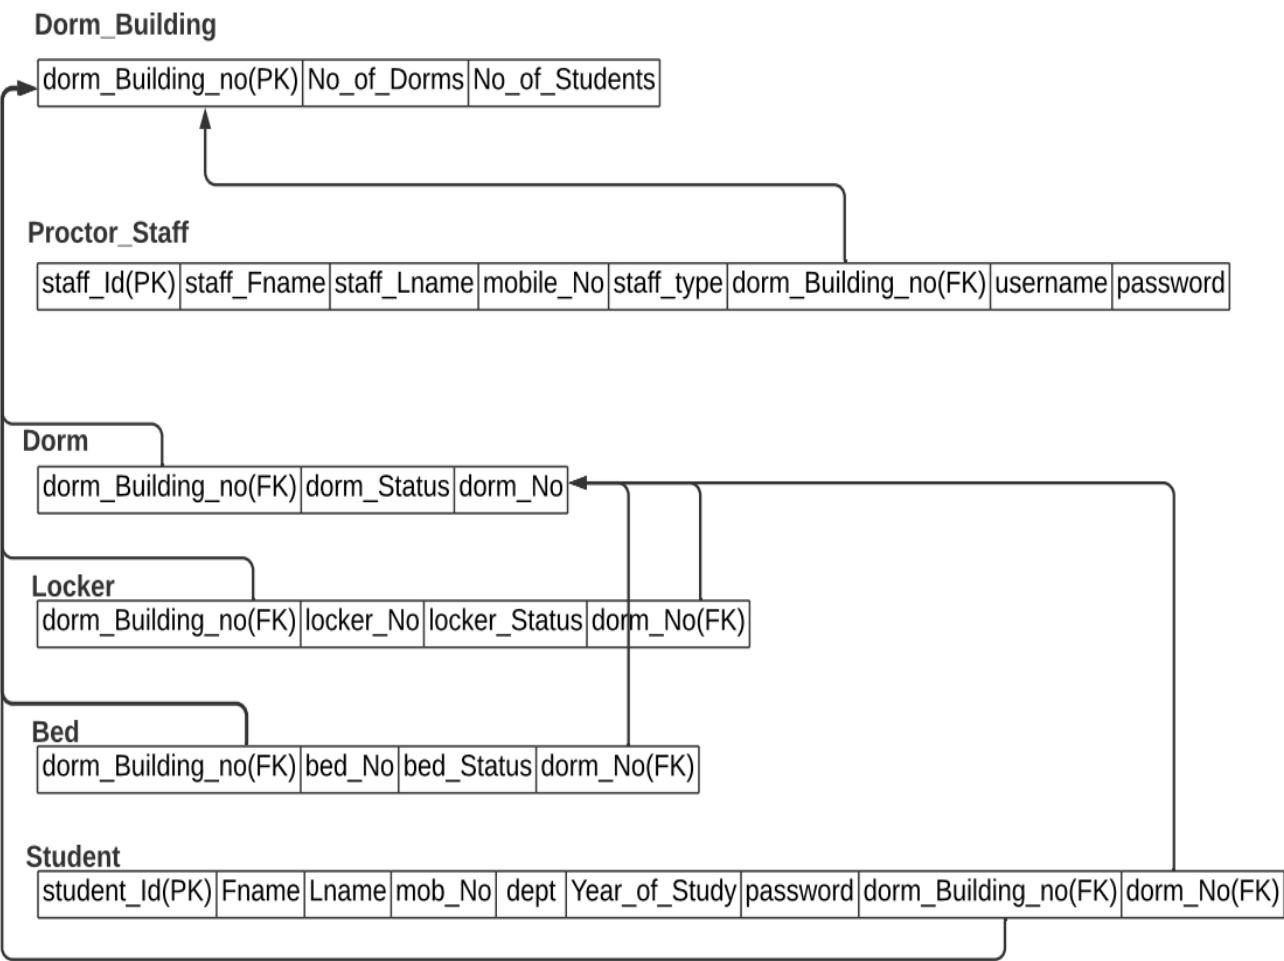 Dorm_Building
dorm_Building_no(PK) No_of_Dorms No_of_Students
Proctor_Staff
staff_Id(PK) staff_Fname staff_Lname mobile_No staff_type dorm_Building_no(FK) username password
Dorm
dorm_Building_no(FK) dorm_Status dorm_No
Locker
dorm_Building_no(FK) locker_No locker_Status dorm_No(FK)
Bed
dorm_Building_no(FK) bed_No bed_Status dorm_No(FK)
Student
student_Id(PK) Fname Lname mob_No dept Year_of_Study password dorm_Building_no(FK) dorm_No(FK)